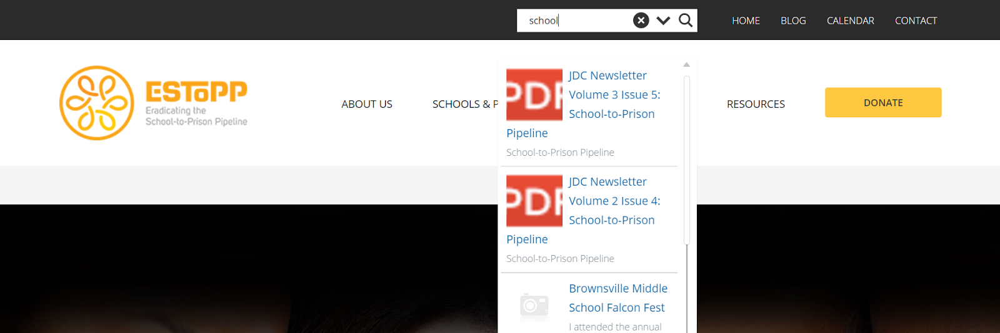 school
HOME
BLOG
CALENDAR
CONTACT
ESToPP
Eradicating the
School-to-Prison Pipeline
ABOUT US
SCHOOLS & P
RESOURCES
DONATE
PDF
JDC Newsletter
Volume 3 Issue 5:
School-to-Prison
Pipeline
School-to-Prison Pipeline
PDF
JDC Newsletter
Volume 2 Issue 4:
School-to-Prison
Pipeline
School-to-Prison Pipeline
Brownsville Middle
School Falcon Fest
I attended the annual